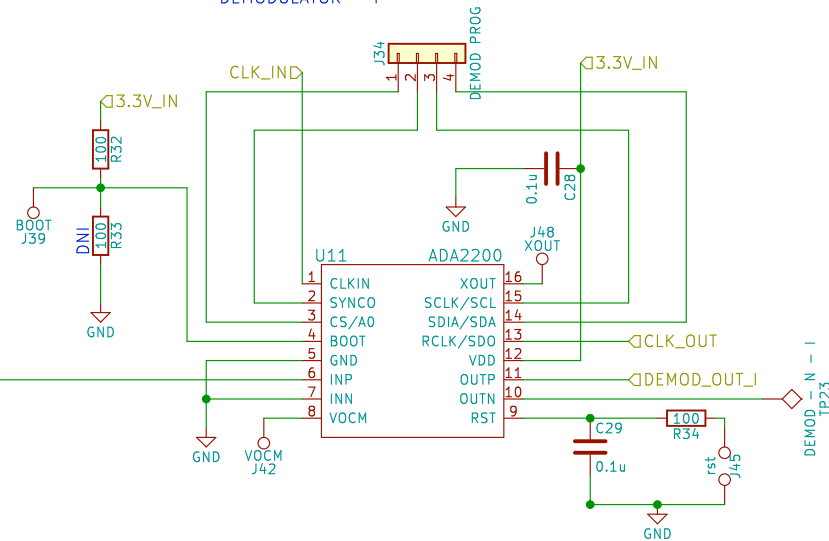 J34
1
2
3
4
DEMOD PROG
CLK_IN
3.3V_IN
3.3V_IN
100
R32
0.1u
C28
GND
BOOT
J39
DNI
100
R33
GND
J48
XOUT
U11
ADA2200
1 CLKIN
2 SYNCO
3 CS/A0
4 BOOT
5 GND
6 INP
7 INN
8 VOCM
XOUT 16
SCLK/SCL 15
SDIA/SDA 14
RCLK/SDO 13
VDD 12
OUTP 11
OUTN 10
RST 9
CLK_OUT
DEMOD_OUT_I
DEMOD - N - I
TP23
GND
VOCM
J42
C29
0.1u
100
R34
rst
J45
GND